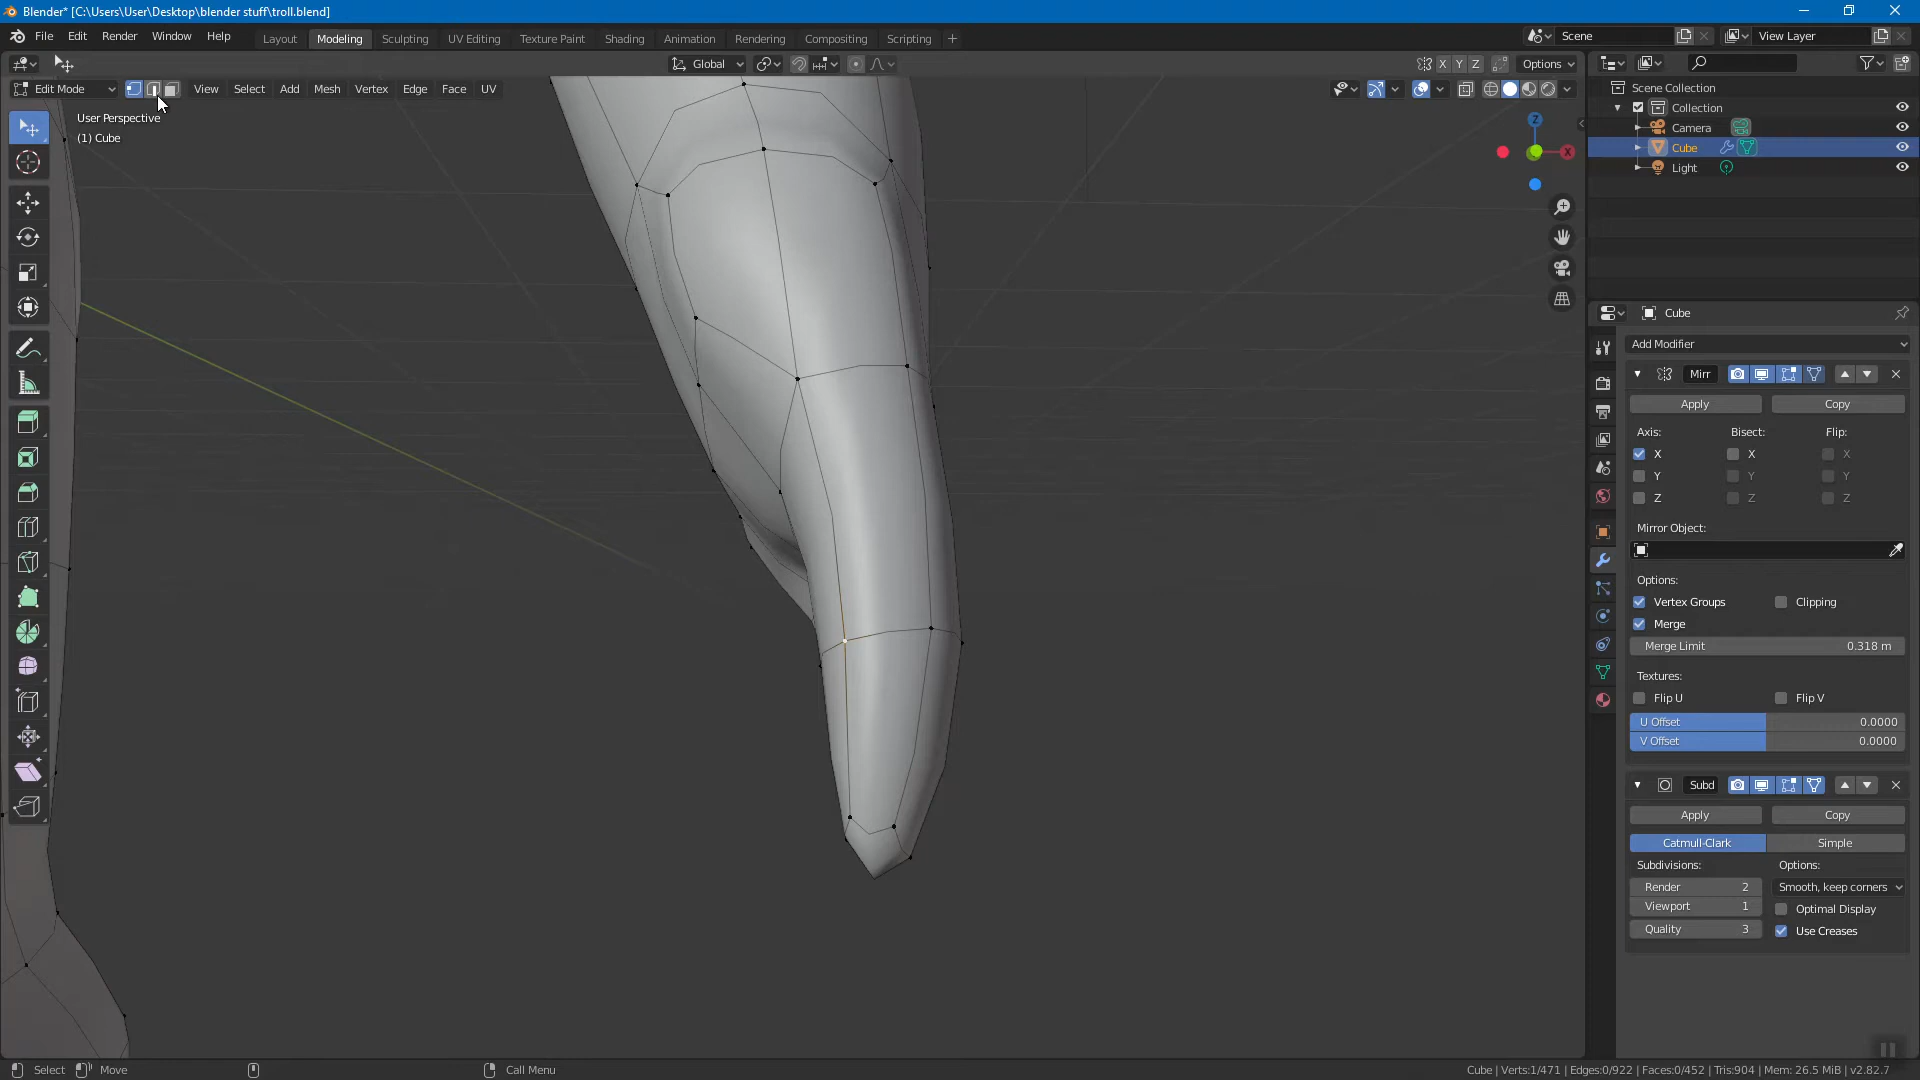 Blender* [C:\Users\User\Desktop\blender stuff\troll.blend]
File Edit Render Window Help Layout Modeling Sculpting UV Editing Texture Paint Shading Animation Rendering Compositing Scripting + Scene View Layer
Global X Y Z Options
Edit Mode View Select Add Mesh Vertex Edge Face UV
User Perspective
(1) Cube
Z
X
Scene Collection
Collection
Camera
Cube
Light
Cube
Add Modifier
Mirr
Apply Copy
Axis: Bisect: Flip:
X X X
Y Y Y
Z Z Z
Mirror Object:
Options:
Vertex Groups Clipping
Merge
Merge Limit 0.318 m
Textures:
Flip U Flip V
U Offset 0.0000
V Offset 0.0000
Subd
Apply Copy
Catmull-Clark Simple
Subdivisions: Options:
Render 2 Smooth, keep corners
Viewport 1 Optimal Display
Quality 3 Use Creases
Select Move Call Menu Cube | Verts:1/471 | Edges:0/922 | Faces:0/452 | Tris:904 | Mem: 26.5 MiB | v2.82.7